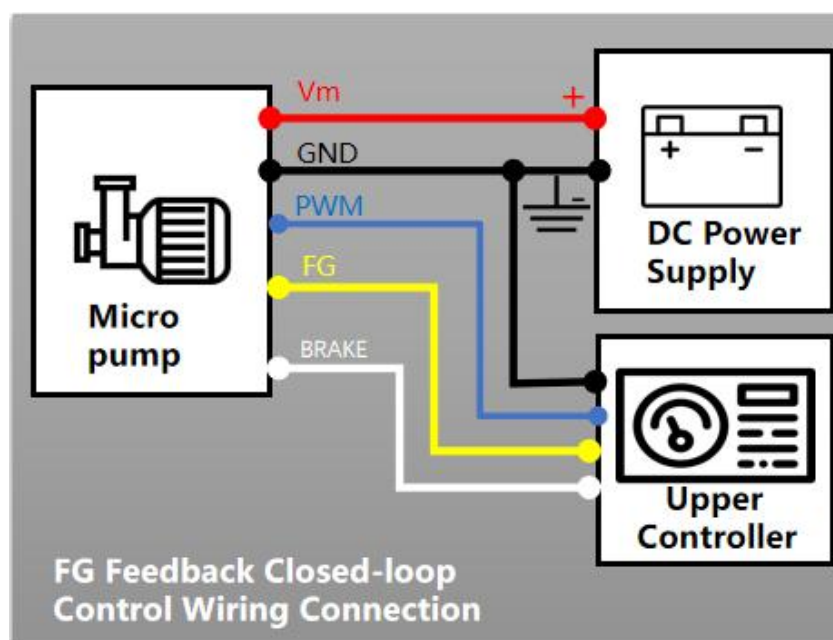 Vm
+
GND
PWM
-
FG
BRAKE
Micro
pump
+ -
DC Power
Supply
Upper
Controller
FG Feedback Closed-loop
Control Wiring Connection